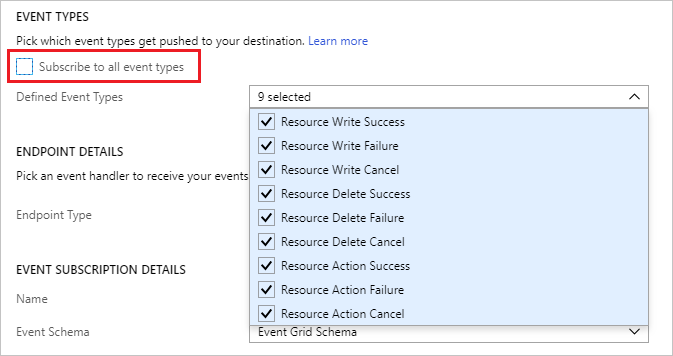 EVENT TYPES
Pick which event types get pushed to your destination. Learn more
Subscribe to all event types
Defined Event Types
9 selected
Resource Write Success
Resource Write Failure
Resource Write Cancel
Resource Delete Success
Resource Delete Failure
Resource Delete Cancel
Resource Action Success
Resource Action Failure
Resource Action Cancel
ENDPOINT DETAILS
Pick an event handler to receive your events
Endpoint Type
EVENT SUBSCRIPTION DETAILS
Name
Event Schema
Event Grid Schema